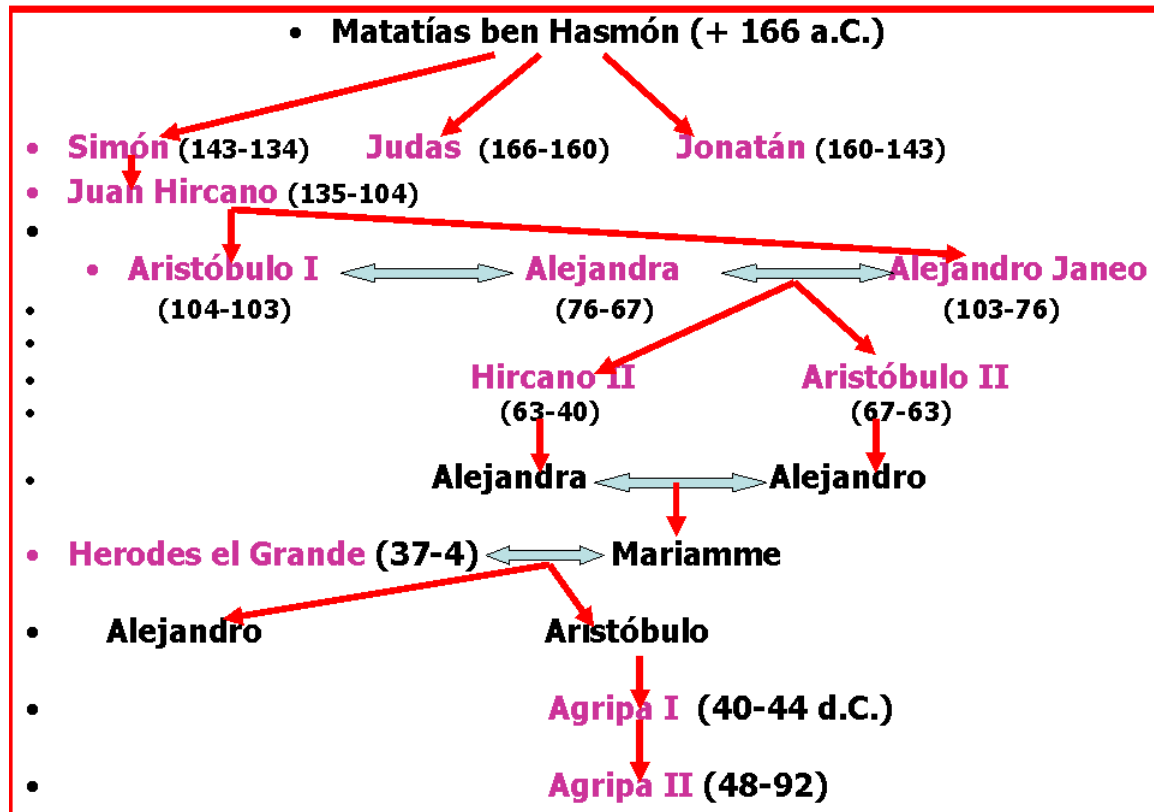 • Matatías ben Hasmón (+ 166 a.C.)
• Simón (143-134) Judas (166-160) Jonatán (160-143)
• Juan Hircano (135-104)
•
• Aristóbulo I Alejandra Alejandro Janeo
• (104-103) (76-67) (103-76)
•
• Hircano II Aristóbulo II
• (63-40) (67-63)
• Alejandra Alejandro
• Herodes el Grande (37-4) Mariamme
• Alejandro Aristóbulo
• Agripa I (40-44 d.C.)
• Agripa II (48-92)